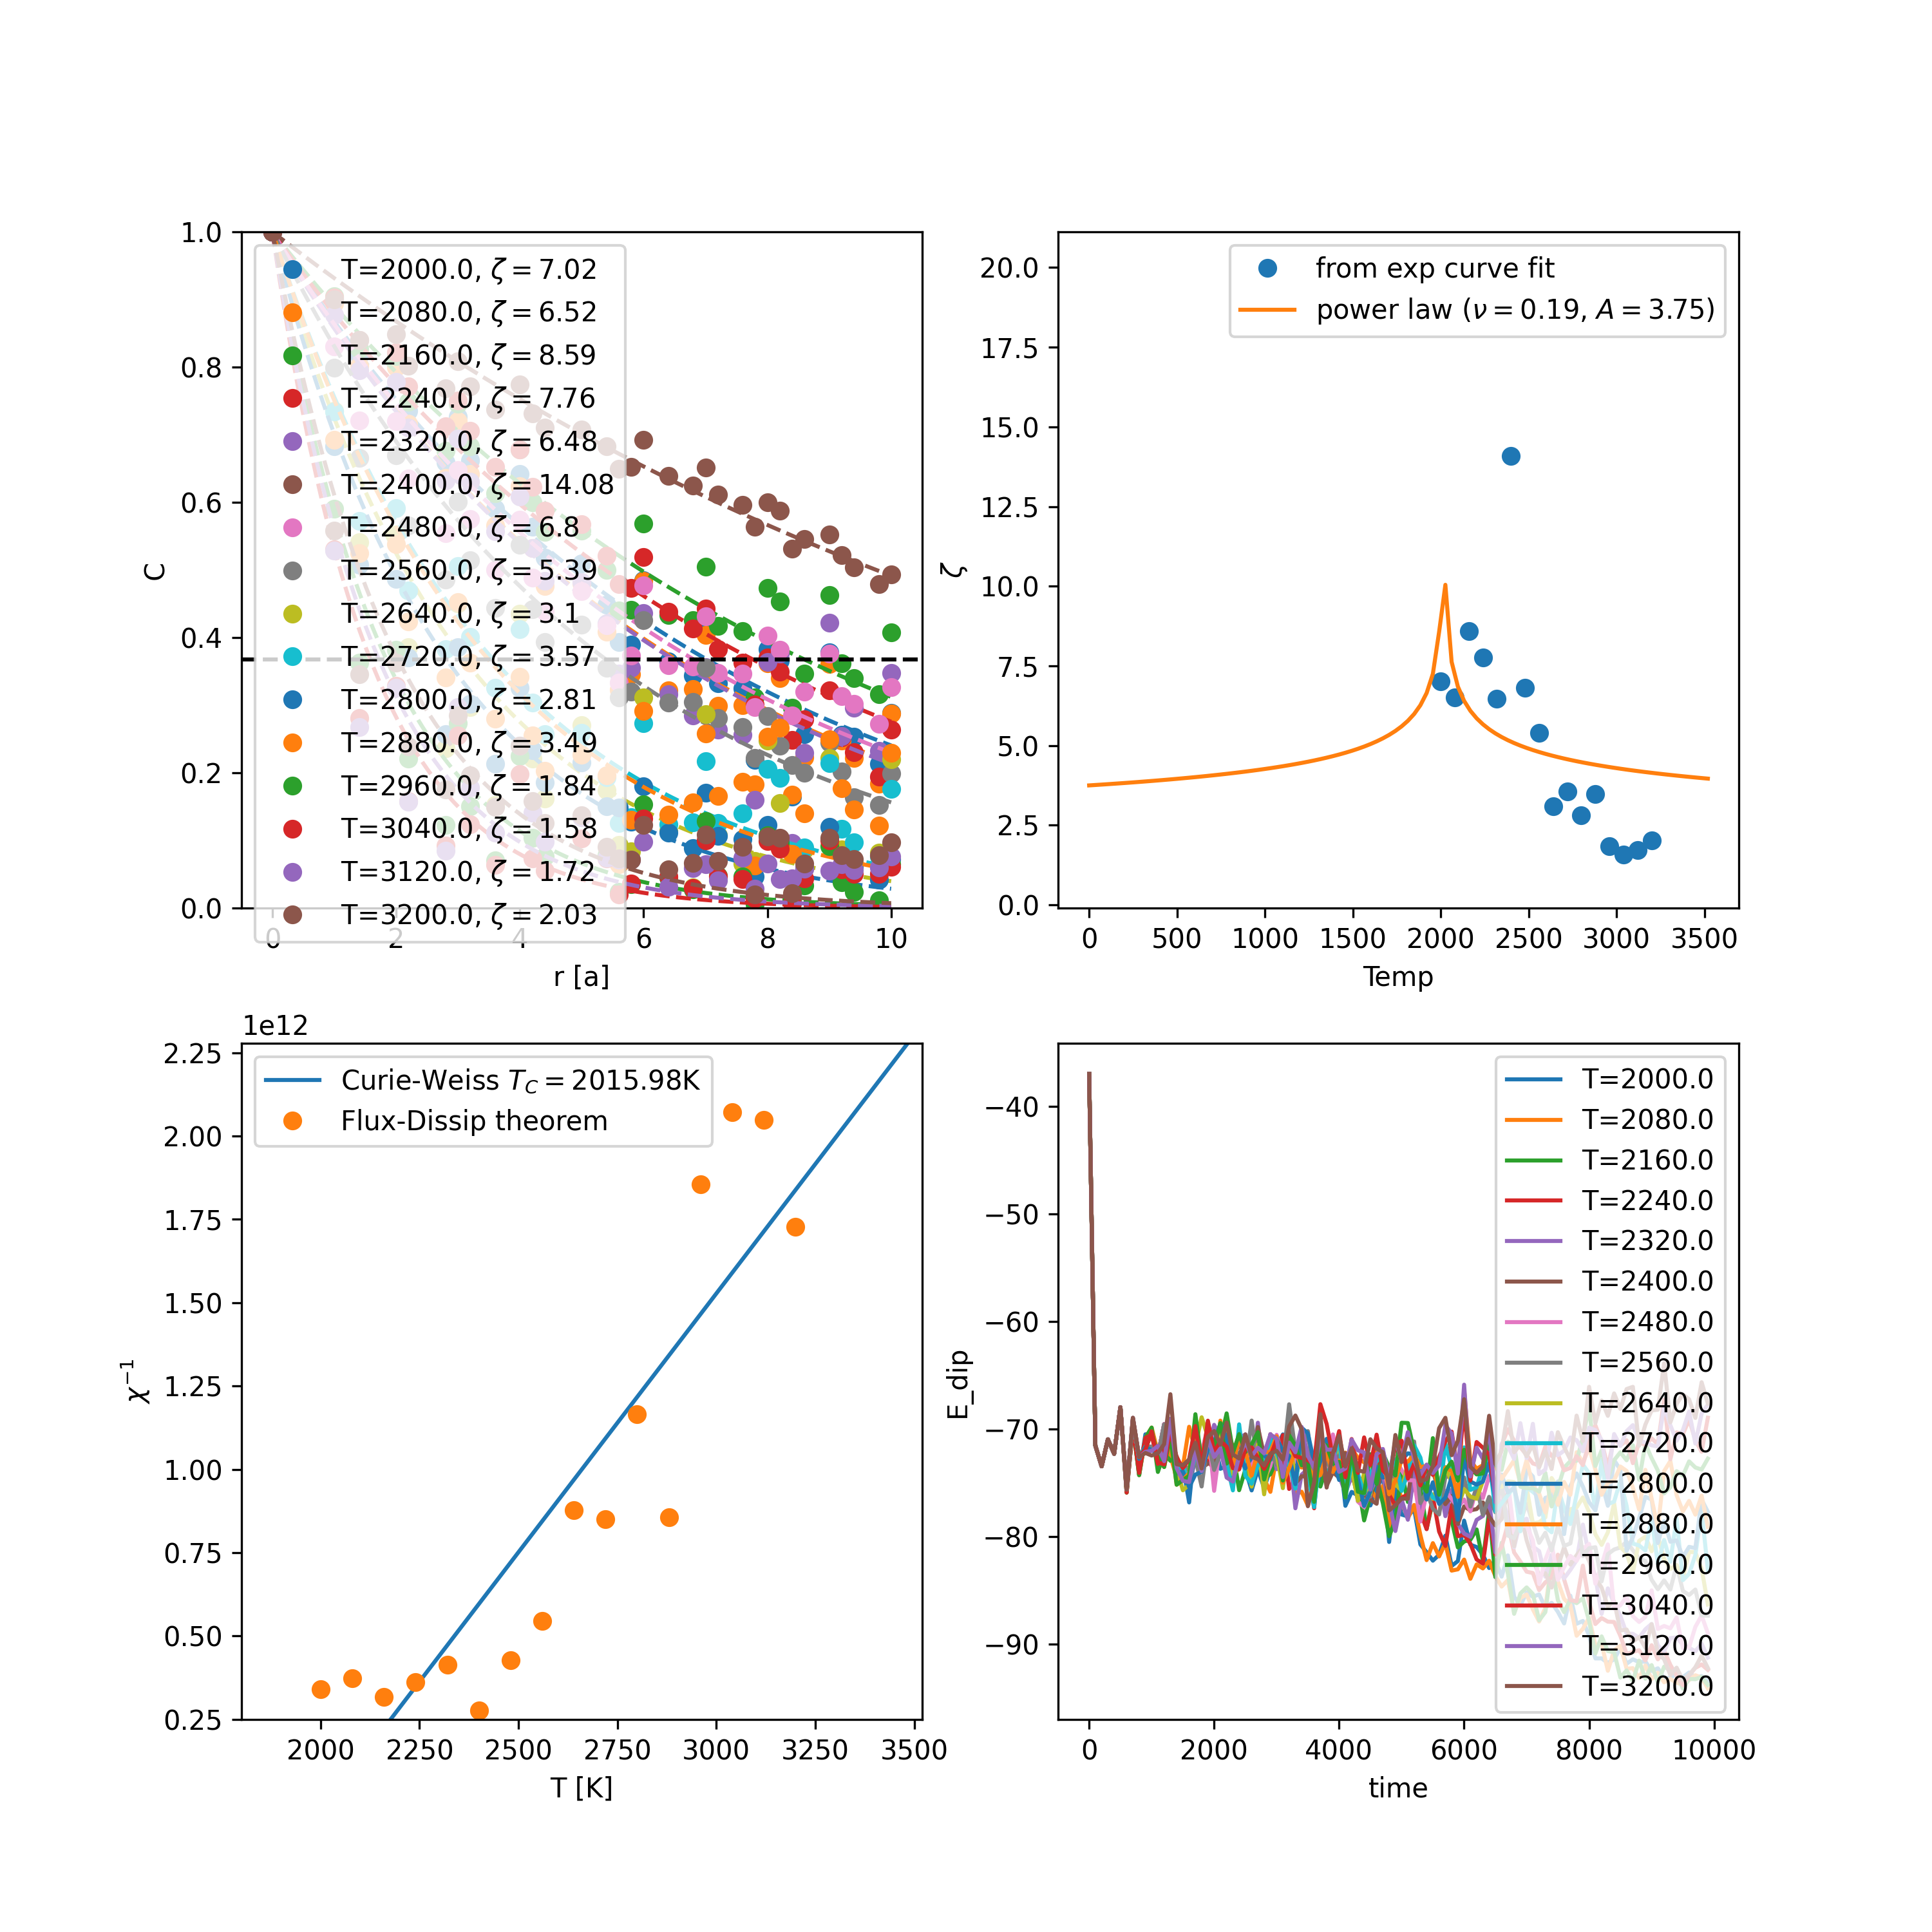 1.0
0.8
0.6
0.4
0.2
0.0
C
T=2000.0, ζ = 7.02
T=2080.0, ζ = 6.52
T=2160.0, ζ = 8.59
T=2240.0, ζ = 7.76
T=2320.0, ζ = 6.48
T=2400.0, ζ = 14.08
T=2480.0, ζ = 6.8
T=2560.0, ζ = 5.39
T=2640.0, ζ = 3.1
T=2720.0, ζ = 3.57
T=2800.0, ζ = 2.81
T=2880.0, ζ = 3.49
T=2960.0, ζ = 1.84
T=3040.0, ζ = 1.58
T=3120.0, ζ = 1.72
T=3200.0, ζ = 2.03
0 2 4 6 8 10
r [a]
20.0
17.5
15.0
12.5
10.0
7.5
5.0
2.5
0.0
ζ
from exp curve fit
power law (ν = 0.19, A = 3.75)
0 500 1000 1500 2000 2500 3000 3500
Temp
1e12
2.25
2.00
1.75
1.50
1.25
1.00
0.75
0.50
0.25
χ⁻¹
Curie-Weiss T_C = 2015.98K
Flux-Dissip theorem
2000 2250 2500 2750 3000 3250 3500
T [K]
−40
−50
−60
−70
−80
−90
E_dip
T=2000.0
T=2080.0
T=2160.0
T=2240.0
T=2320.0
T=2400.0
T=2480.0
T=2560.0
T=2640.0
T=2720.0
T=2800.0
T=2880.0
T=2960.0
T=3040.0
T=3120.0
T=3200.0
0 2000 4000 6000 8000 10000
time